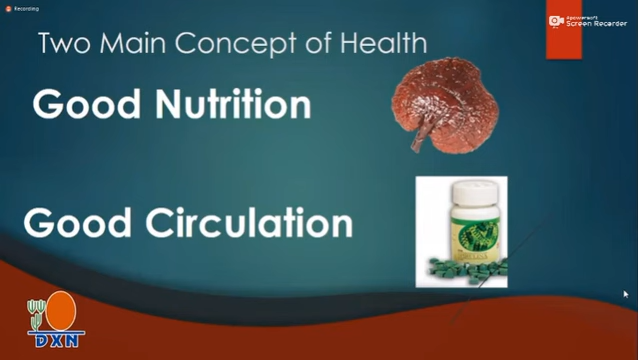 Recording
Apowersoft
Screen Recorder
Two Main Concept of Health
Good Nutrition
Good Circulation
DXN